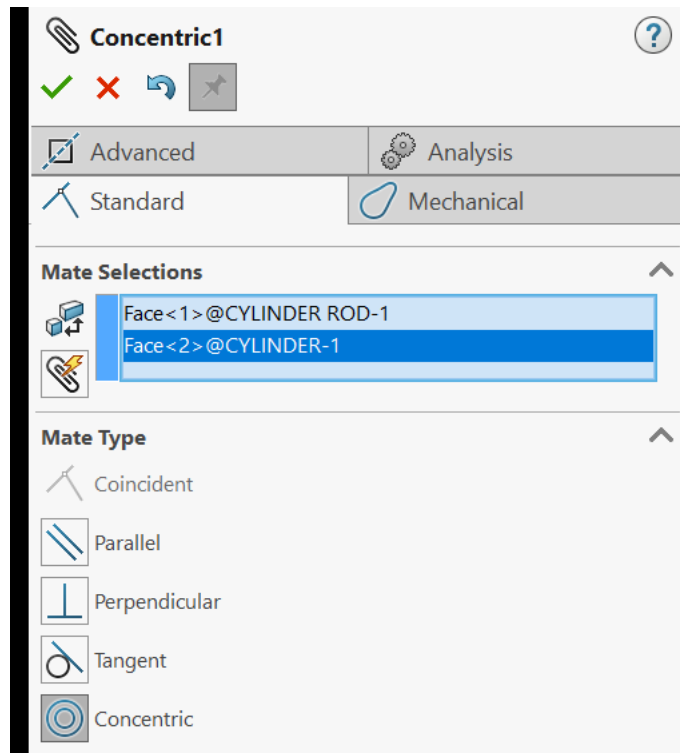 Concentric1
?
Advanced
Analysis
Standard
Mechanical
Mate Selections
Face<1>@CYLINDER ROD-1
Face<2>@CYLINDER-1
Mate Type
Coincident
Parallel
Perpendicular
Tangent
Concentric